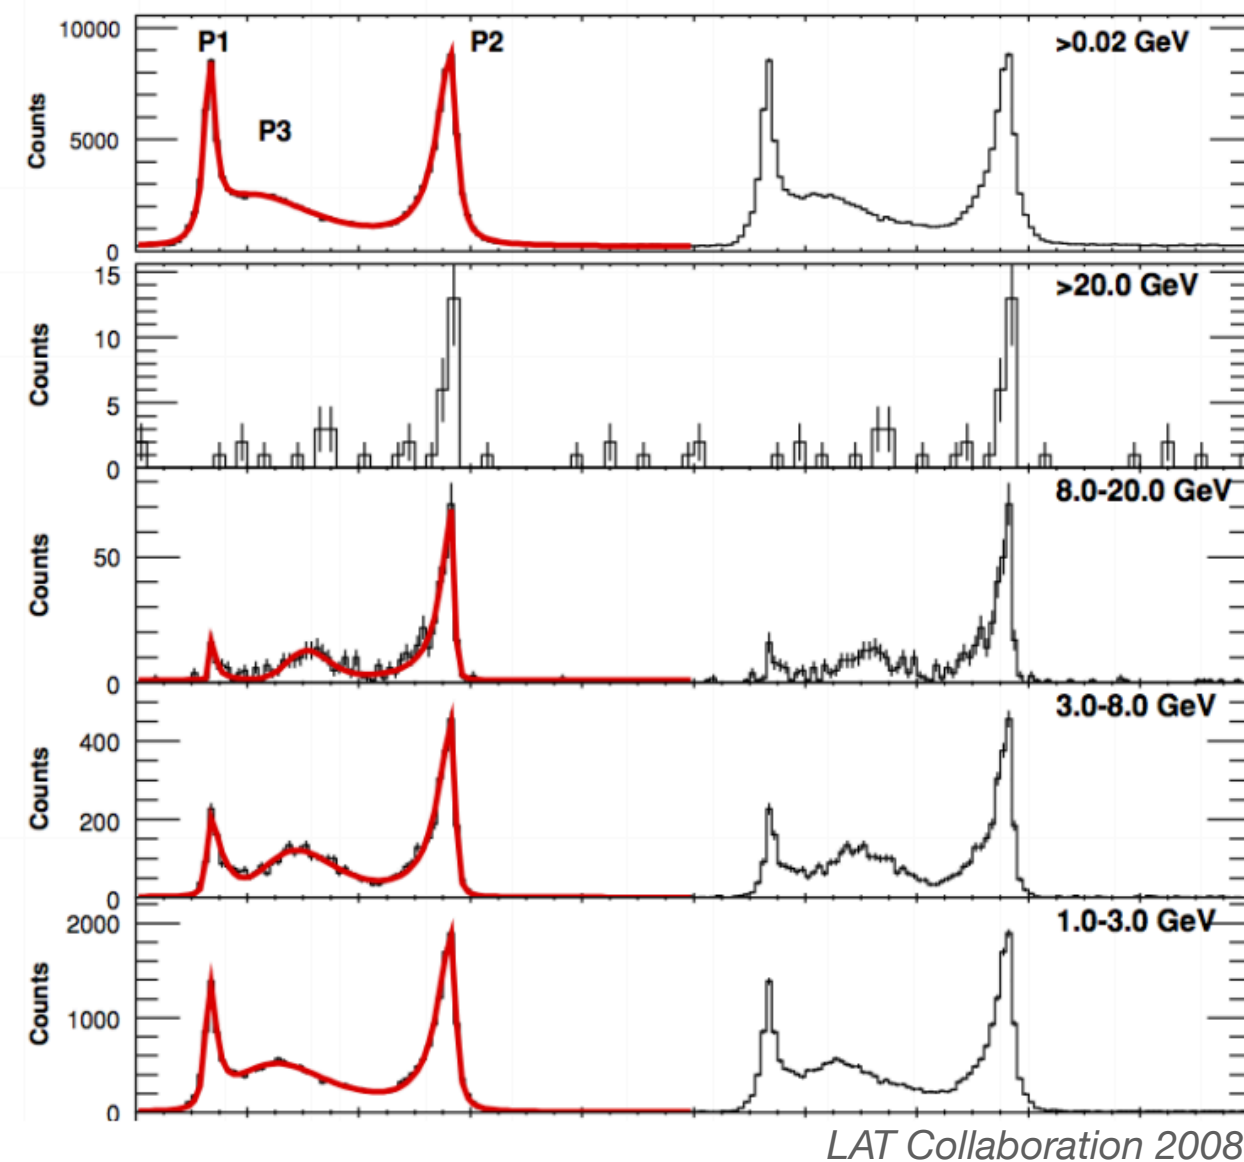 10000
P1
P2
>0.02 GeV
P3
Counts
5000
0
15
>20.0 GeV
10
Counts
5
0
8.0-20.0 GeV
50
Counts
0
3.0-8.0 GeV
400
Counts
200
0
1.0-3.0 GeV
2000
Counts
1000
0
LAT Collaboration 2008